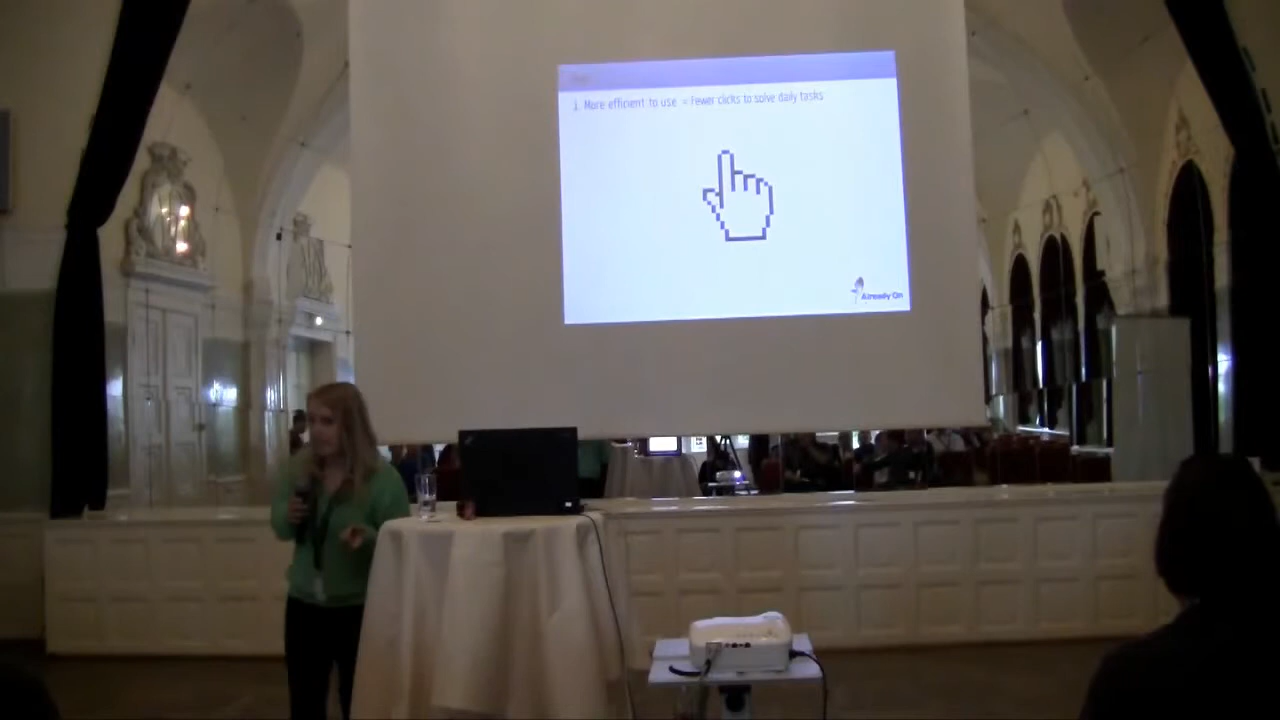 1. More efficient to use = Fewer clicks to solve daily tasks
Already On